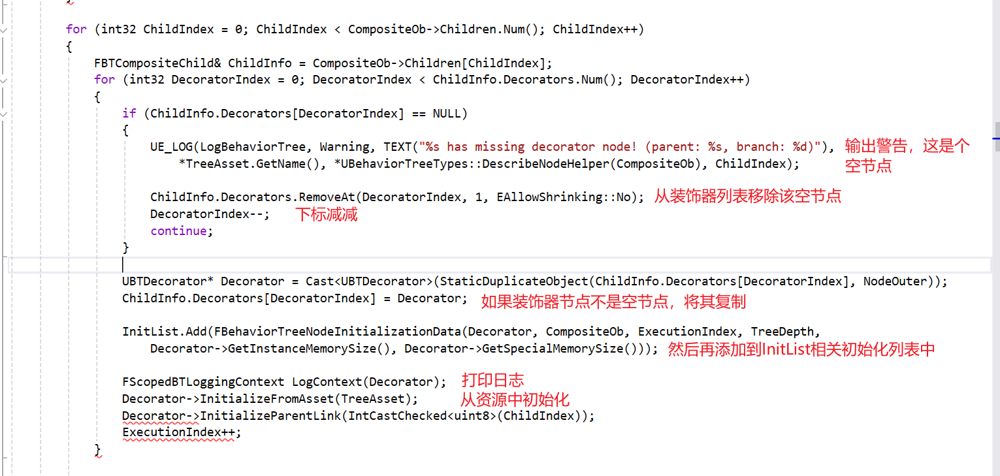 for (int32 ChildIndex = 0; ChildIndex < CompositeOb->Children.Num(); ChildIndex++)
{
FBTCompositeChild& ChildInfo = CompositeOb->Children[ChildIndex];
for (int32 DecoratorIndex = 0; DecoratorIndex < ChildInfo.Decorators.Num(); DecoratorIndex++)
{
if (ChildInfo.Decorators[DecoratorIndex] == NULL)
{
UE_LOG(LogBehaviorTree, Warning, TEXT("%s has missing decorator node! (parent: %s, branch: %d)"), 输出警告，这是个
*TreeAsset.GetName(), *UBehaviorTreeTypes::DescribeNodeHelper(CompositeOb), ChildIndex); 空节点
ChildInfo.Decorators.RemoveAt(DecoratorIndex, 1, EAllowShrinking::No); 从装饰器列表移除该空节点
DecoratorIndex--; 下标减减
continue;
}
UBTDecorator* Decorator = Cast<UBTDecorator>(StaticDuplicateObject(ChildInfo.Decorators[DecoratorIndex], NodeOuter));
ChildInfo.Decorators[DecoratorIndex] = Decorator; 如果装饰器节点不是空节点，将其复制
InitList.Add(FBehaviorTreeNodeInitializationData(Decorator, CompositeOb, ExecutionIndex, TreeDepth,
Decorator->GetInstanceMemorySize(), Decorator->GetSpecialMemorySize())); 然后再添加到InitList相关初始化列表中
FScopedBTLoggingContext LogContext(Decorator); 打印日志
Decorator->InitializeFromAsset(TreeAsset); 从资源中初始化
Decorator->InitializeParentLink(IntCastChecked<uint8>(ChildIndex));
ExecutionIndex++;
}